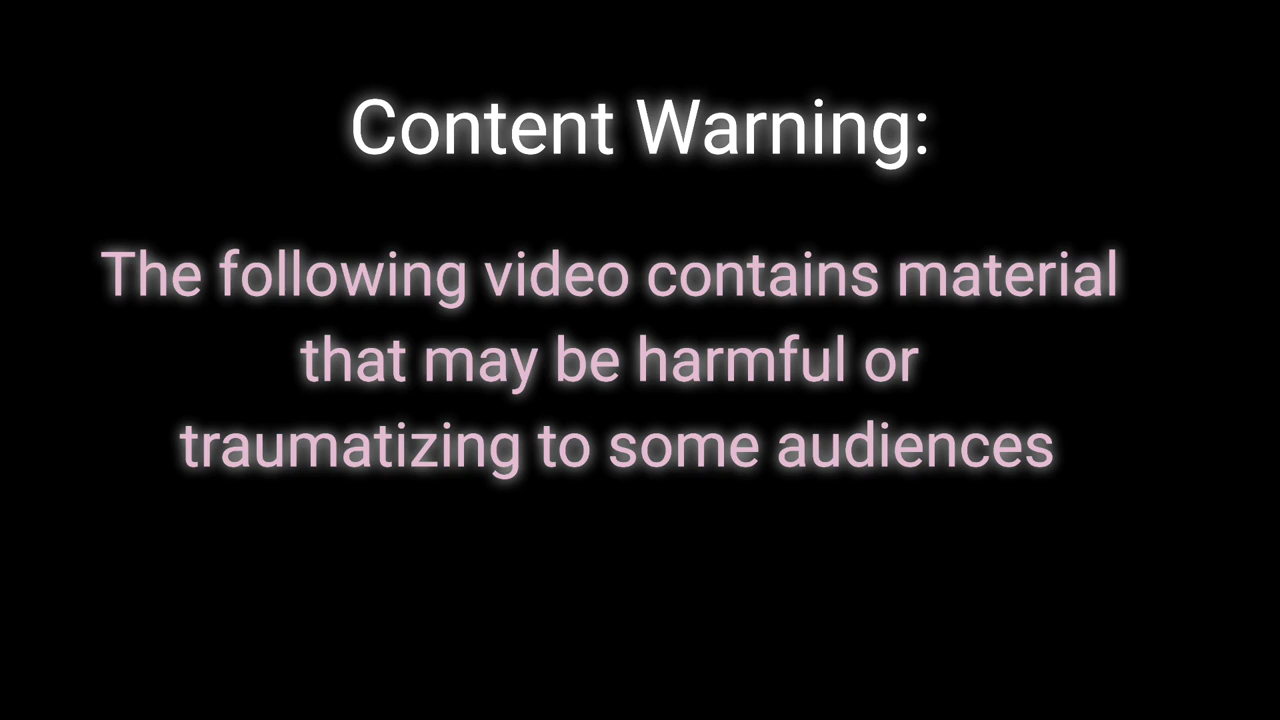 Content Warning:
The following video contains material
that may be harmful or
traumatizing to some audiences